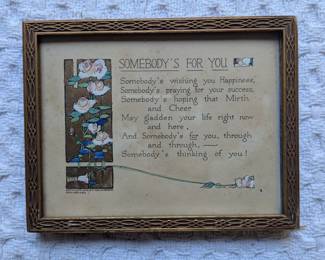 SOMEBODY'S FOR YOU
Somebody's wishing you Happiness,
Somebody's praying for your success,
Somebody's hoping that Mirth
and Cheer
May gladden your life right now
and here,
And Somebody's for you, through
and through, —
Somebody's thinking of you!